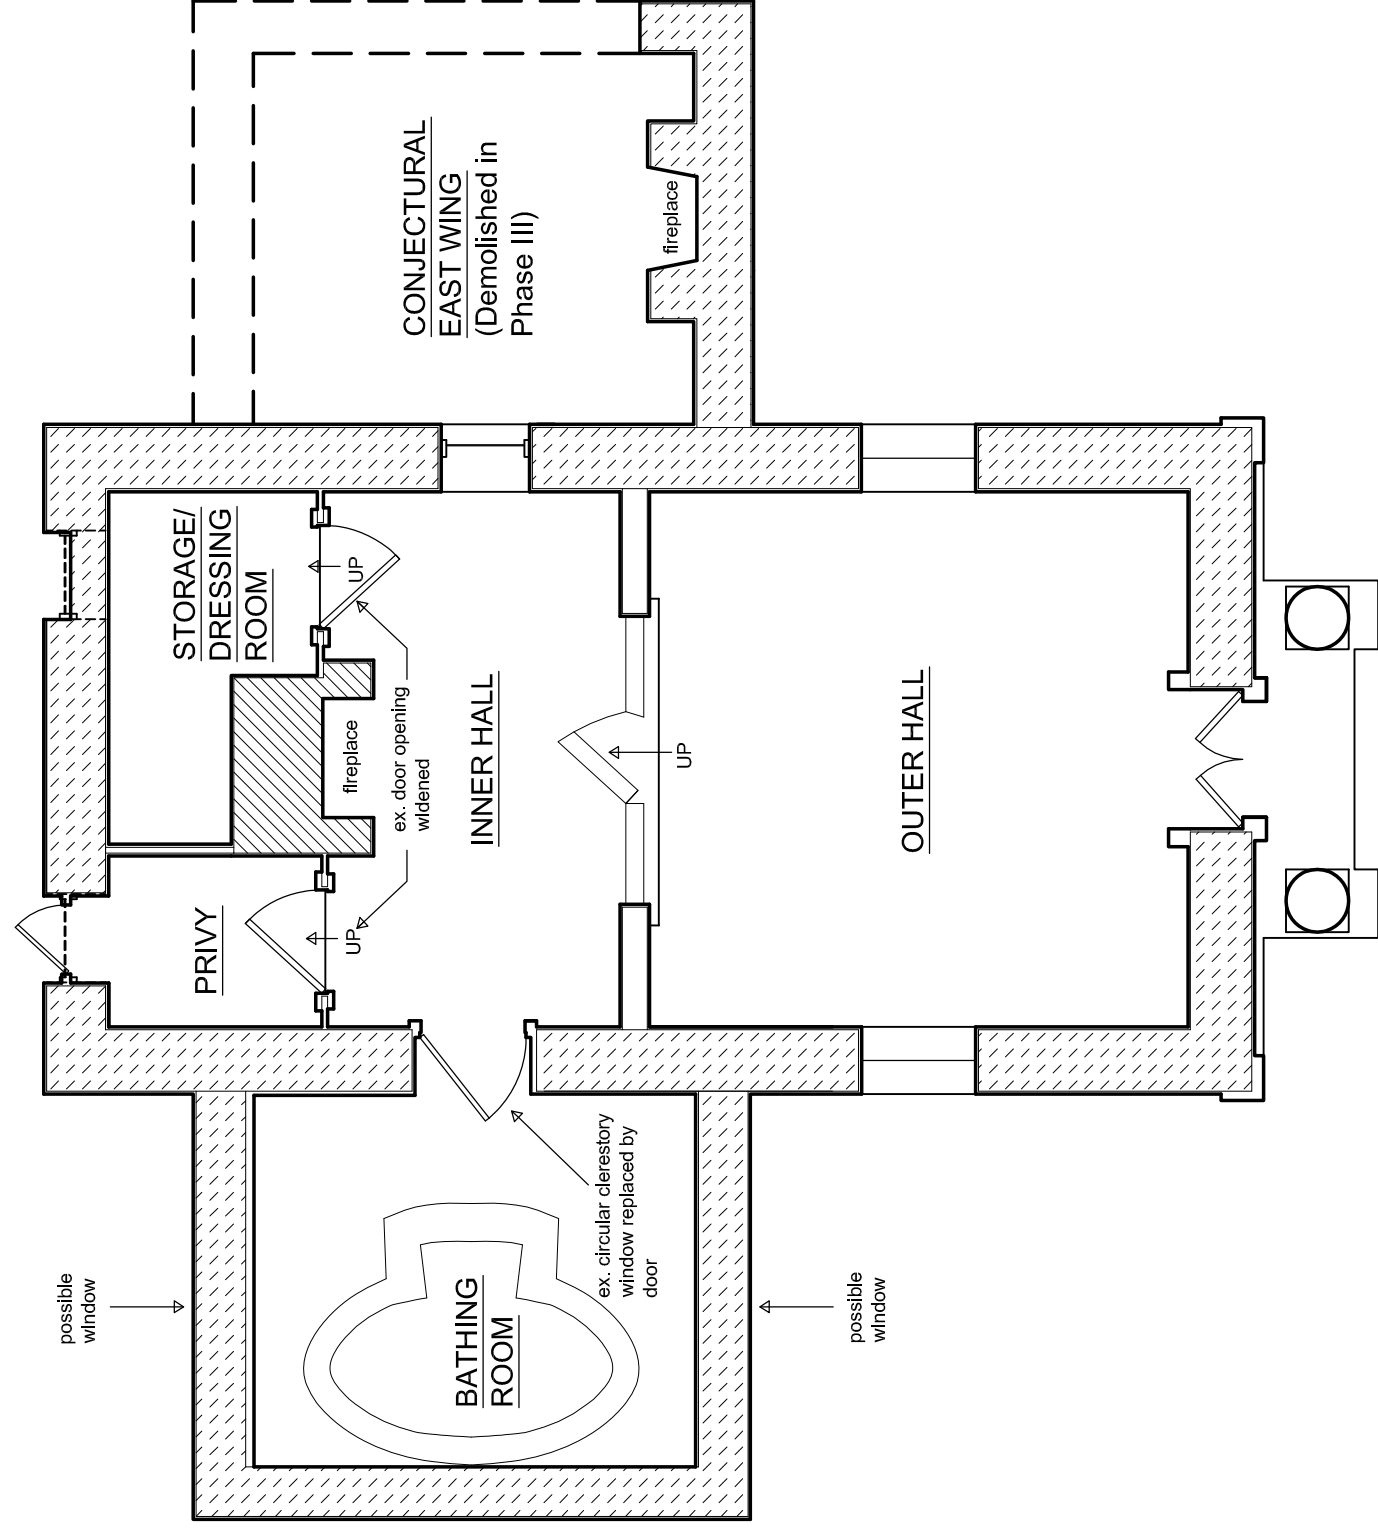 STORAGE/
DRESSING
ROOM
UP
fireplace
ex. door opening
widened
PRIVY
UP
INNER HALL
UP
OUTER HALL
CONJECTURAL
EAST WING
(Demolished in
Phase III)
fireplace
BATHING
ROOM
ex. circular clerestory
window replaced by
door
possible
window
possible
window